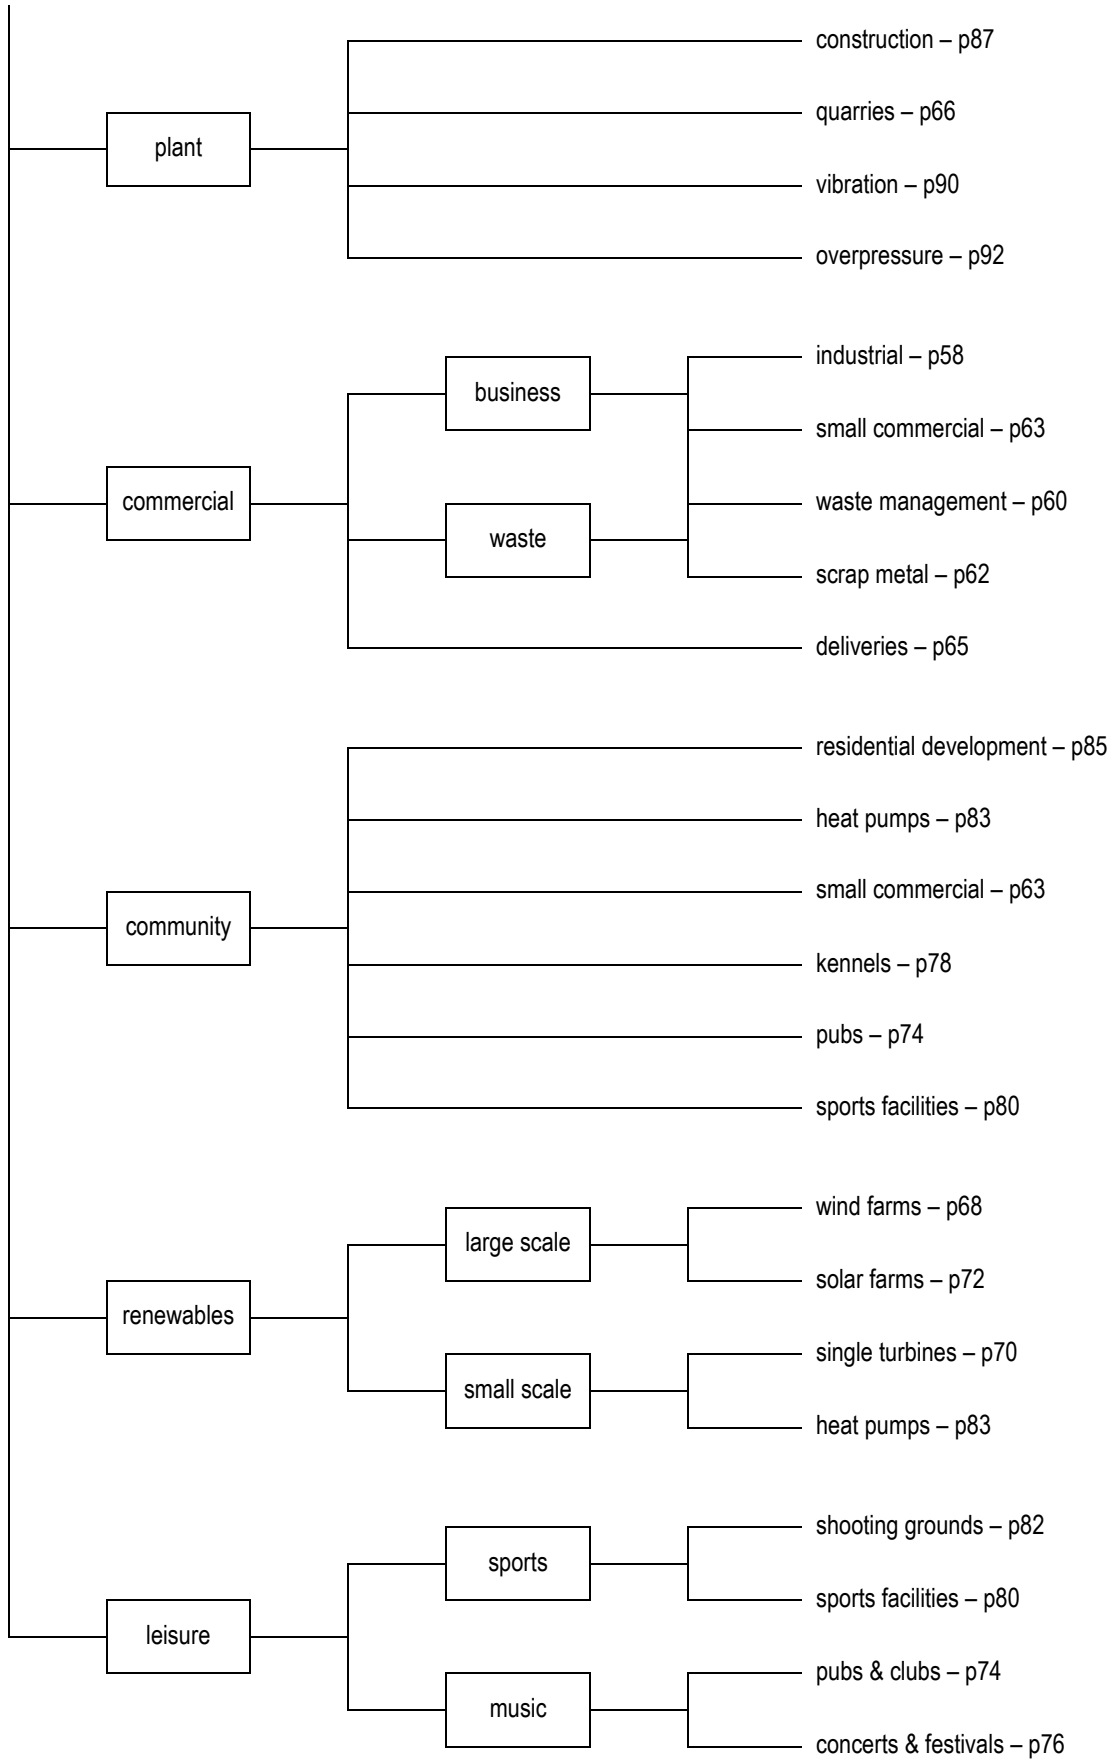 construction – p87
quarries – p66
plant
vibration – p90
overpressure – p92
industrial – p58
business
small commercial – p63
commercial
waste management – p60
waste
scrap metal – p62
deliveries – p65
residential development – p85
heat pumps – p83
small commercial – p63
community
kennels – p78
pubs – p74
sports facilities – p80
wind farms – p68
large scale
solar farms – p72
renewables
single turbines – p70
small scale
heat pumps – p83
shooting grounds – p82
sports
sports facilities – p80
leisure
pubs & clubs – p74
music
concerts & festivals – p76